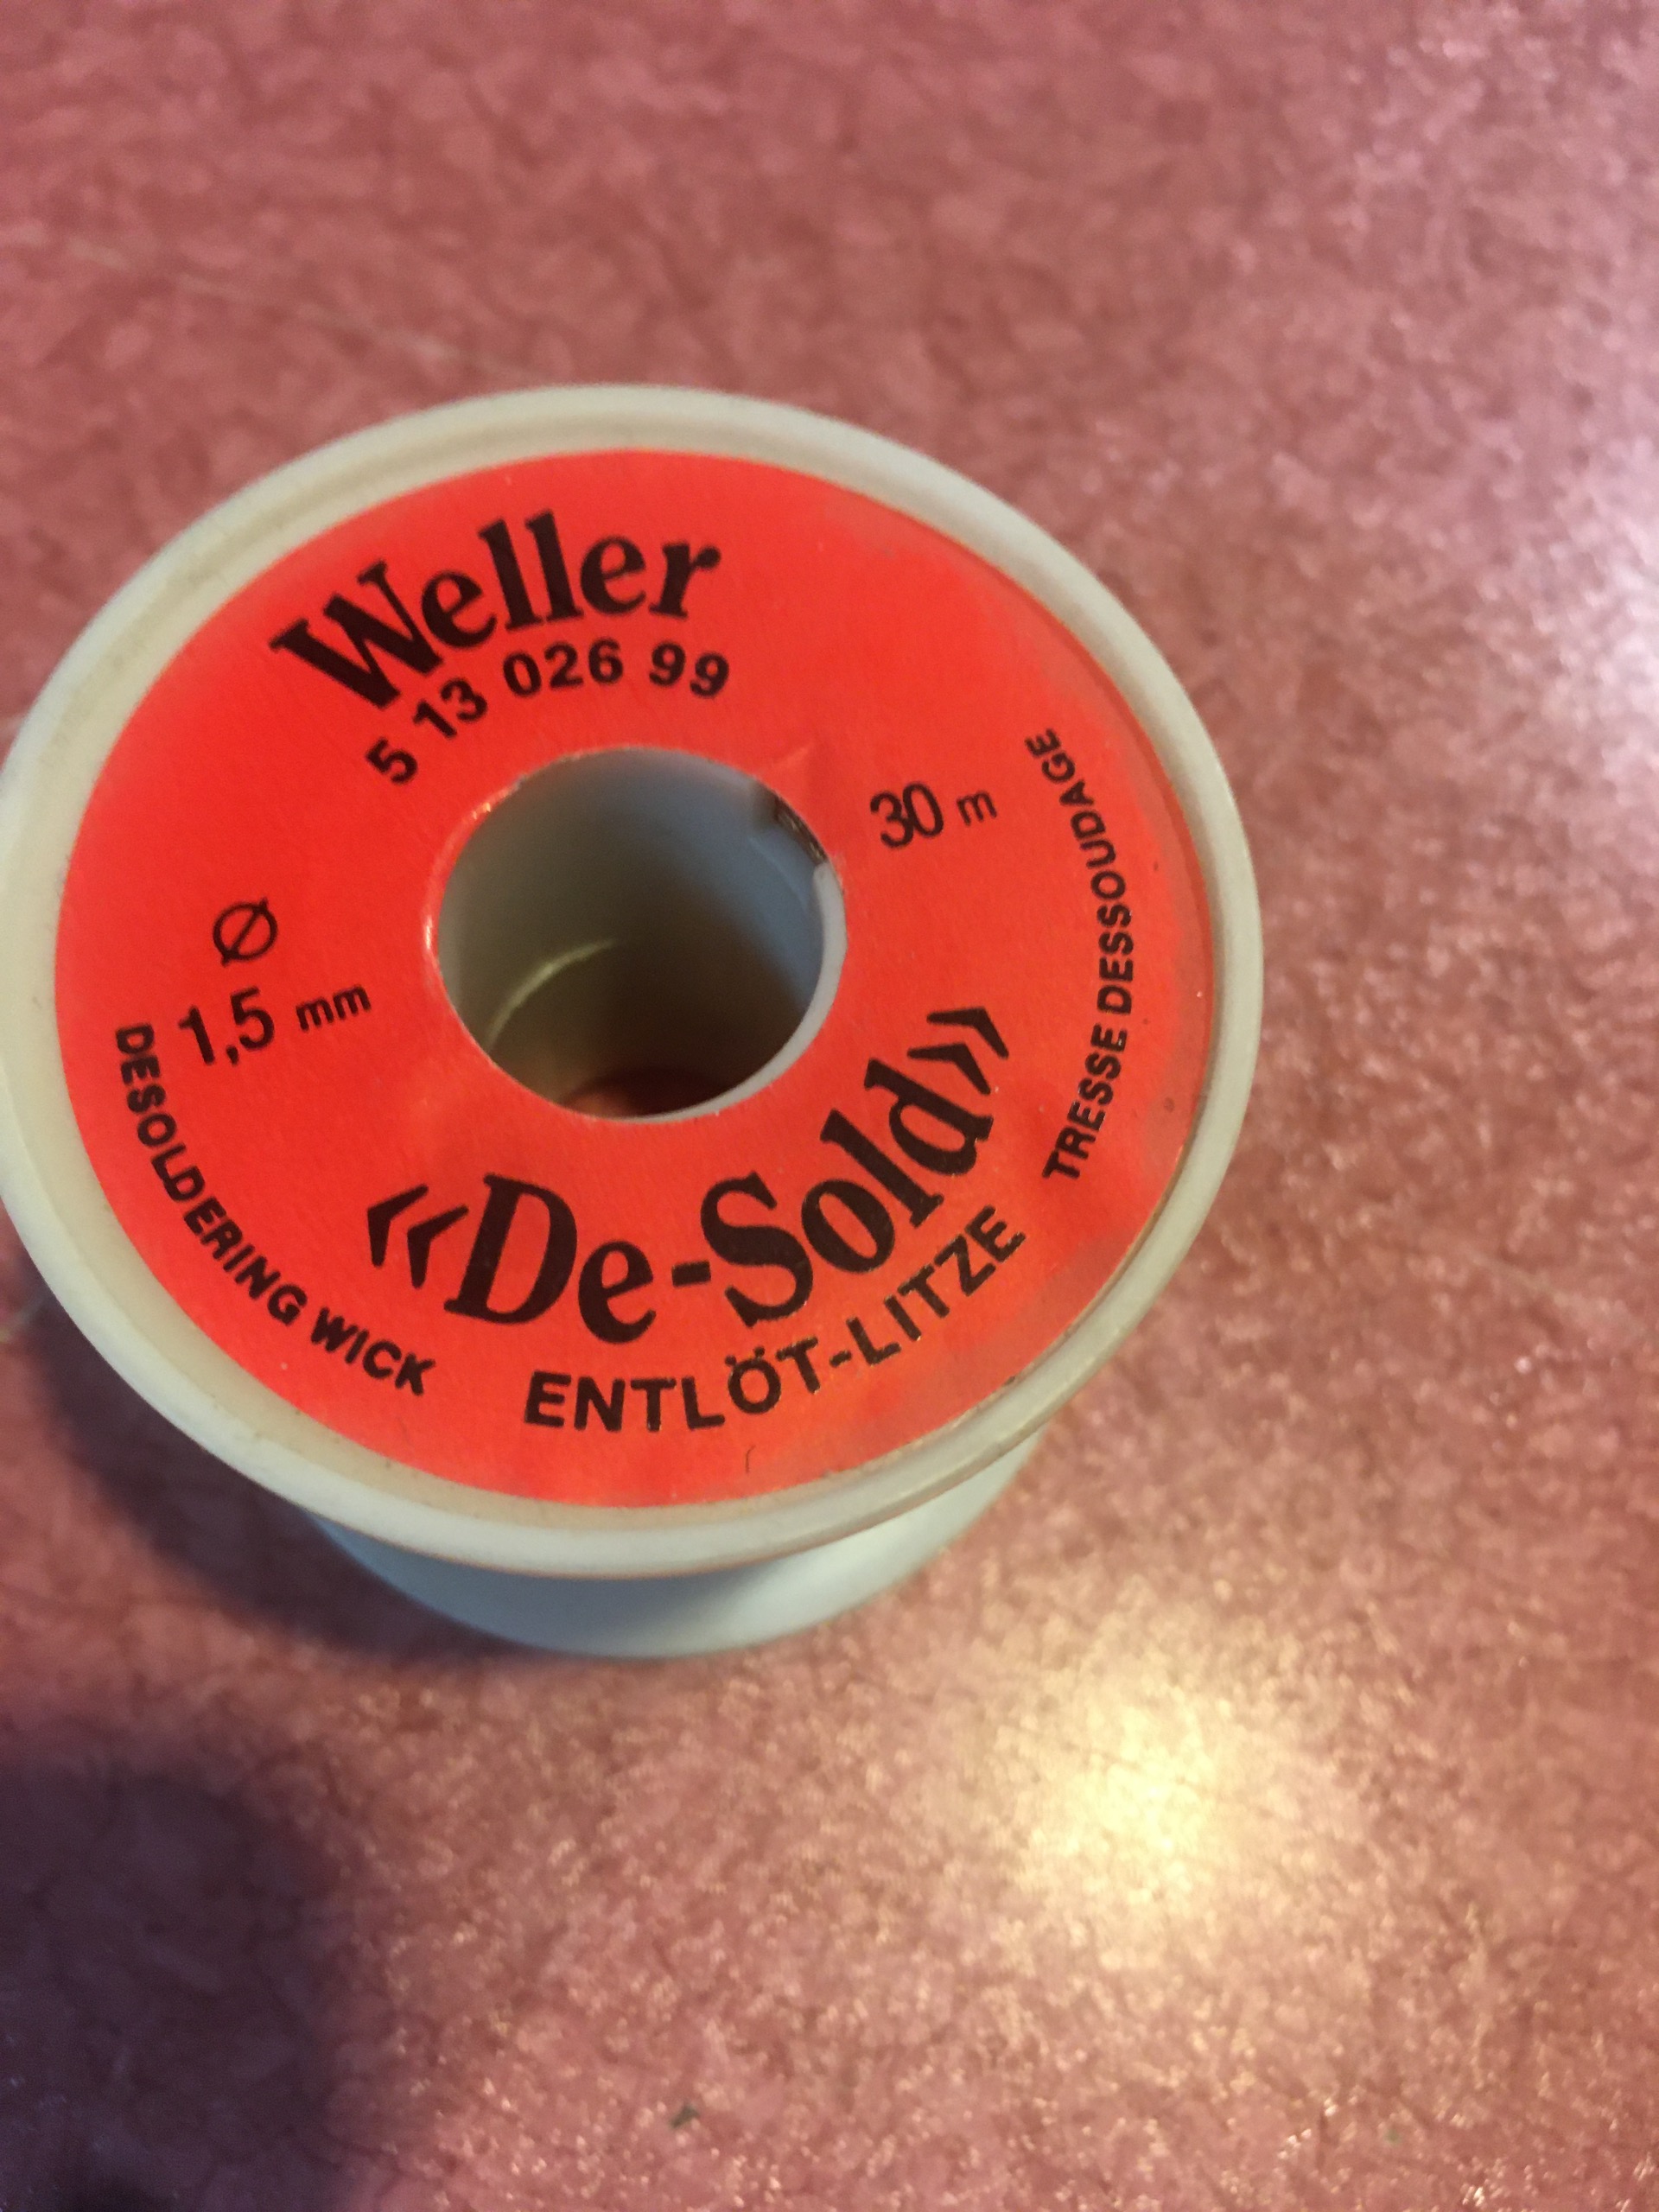 Weller
5 13 026 99
30 m
Ø
1,5 mm
«De-Sold»
DESOLDERING WICK
ENTLÖT-LITZE
TRESSE DESSOUDAGE